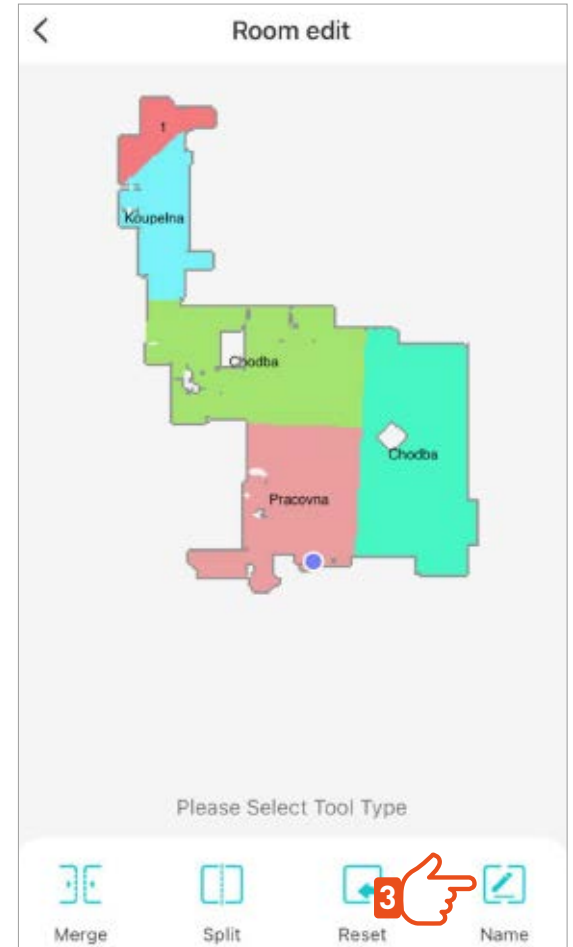 Room edit
1
Koupelna
Chodba
Chodba
Pracovna
Please Select Tool Type
3
Merge Split Reset Name